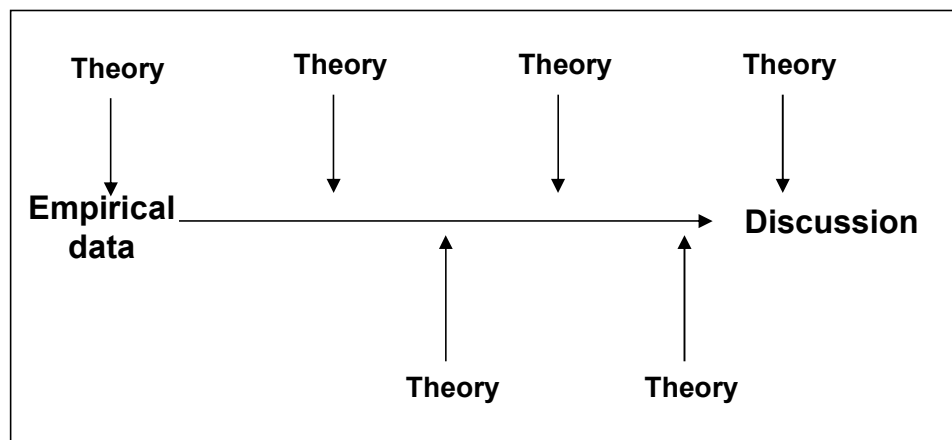 Theory
Theory
Theory
Theory
Empirical
data
Discussion
Theory
Theory